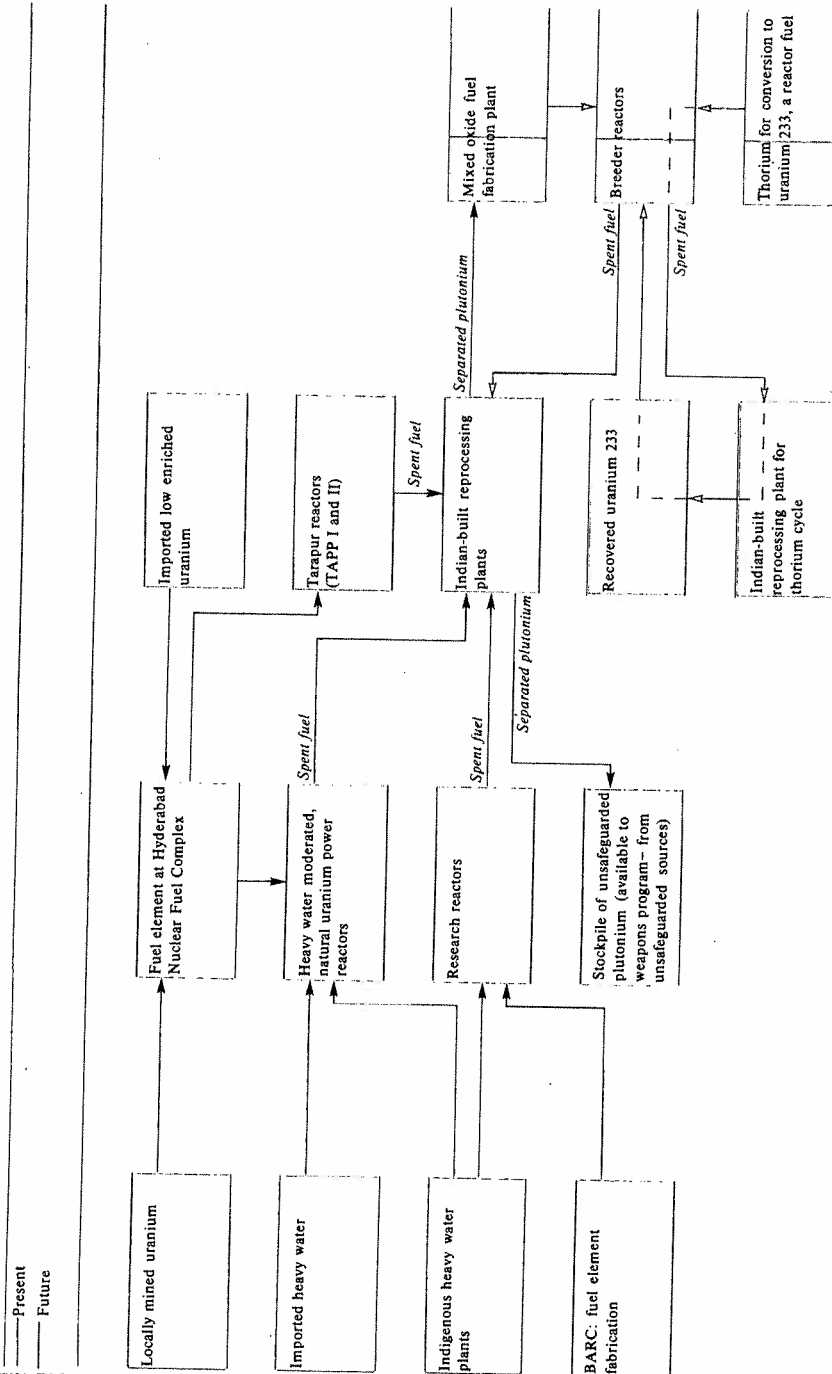 Present
Future
Locally mined uranium
Imported heavy water
Indigenous heavy water
plants
BARC: fuel element
fabrication
Fuel element at Hyderabad
Nuclear Fuel Complex
Heavy water moderated,
natural uranium power
reactors
Spent fuel
Research reactors
Spent fuel
Stockpile of unsafeguarded
plutonium (available to
weapons program–from
unsafeguarded sources)
Separated plutonium
Imported low enriched
uranium
Tarapur reactors
(TAPP I and II)
Spent fuel
Indian-built reprocessing
plants
Separated plutonium
Recovered uranium 233
Indian-built
reprocessing plant for
thorium cycle
Mixed oxide fuel
fabrication plant
Spent fuel
Breeder reactors
Spent fuel
Thorium for conversion to
uranium 233, a reactor fuel